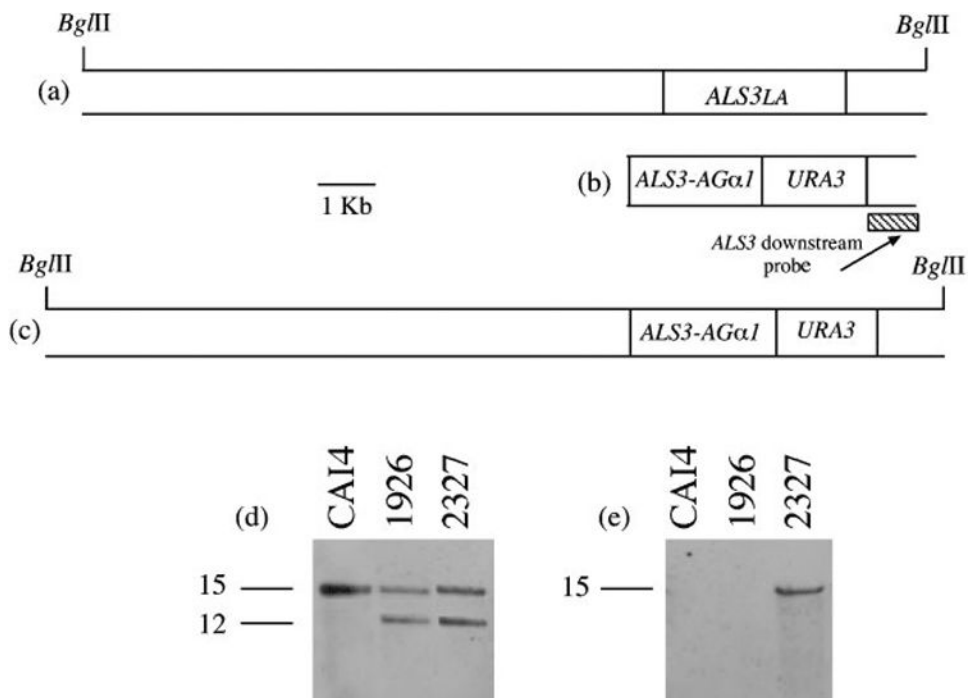 BglII BglII
(a) ALS3LA
(b) ALS3-AGα1 URA3
1 Kb
ALS3 downstream
probe
BglII BglII
(c) ALS3-AGα1 URA3
(d) CAI4 1926 2327
(e) CAI4 1926 2327
15 15
12